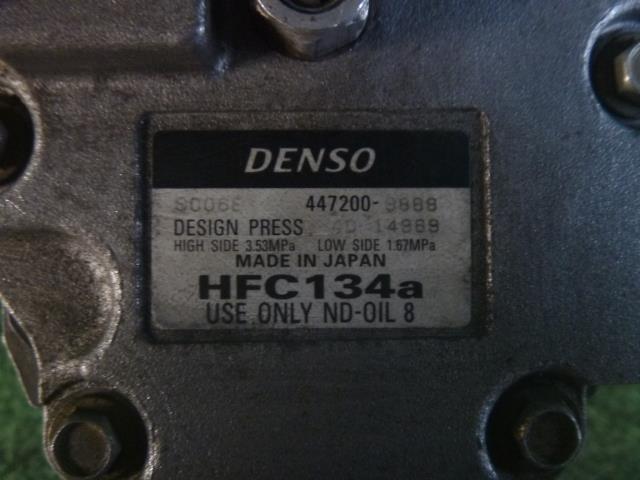 DENSO
447200-
DESIGN PRESS
HIGH SIDE 3.53MPa LOW SIDE 1.67MPa
MADE IN JAPAN
HFC134a
USE ONLY ND-OIL 8